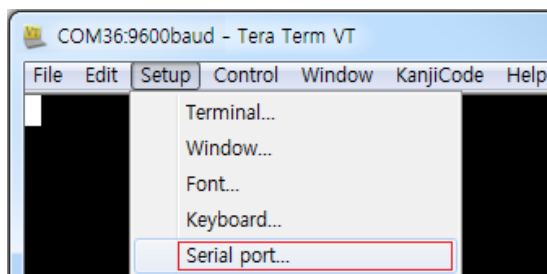 COM36:9600baud - Tera Term VT
File Edit Setup Control Window KanjiCode Help
Terminal...
Window...
Font...
Keyboard...
Serial port...